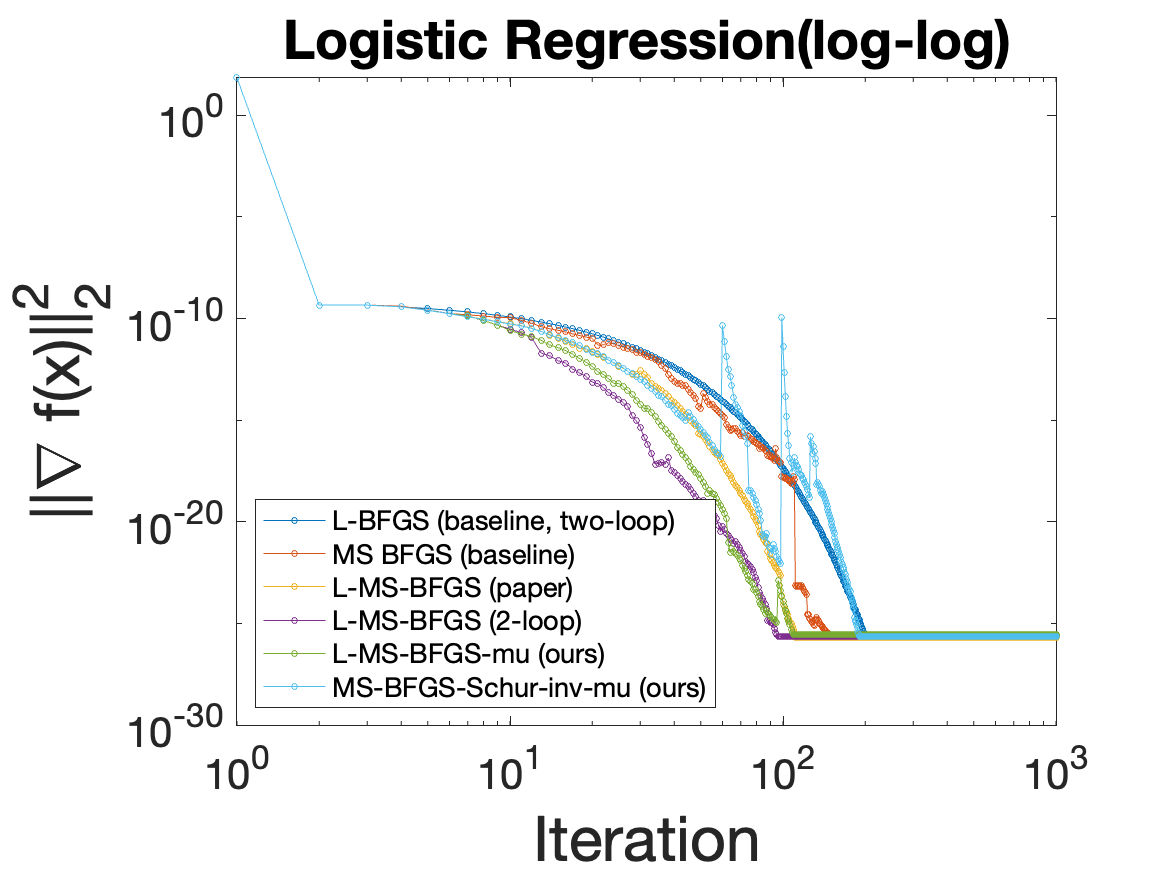 Logistic Regression(log-log)
10^0
10^-10
10^-20
10^-30
||∇ f(x)||_2^2
L-BFGS (baseline, two-loop)
MS BFGS (baseline)
L-MS-BFGS (paper)
L-MS-BFGS (2-loop)
L-MS-BFGS-mu (ours)
MS-BFGS-Schur-inv-mu (ours)
10^0 10^1 10^2 10^3
Iteration